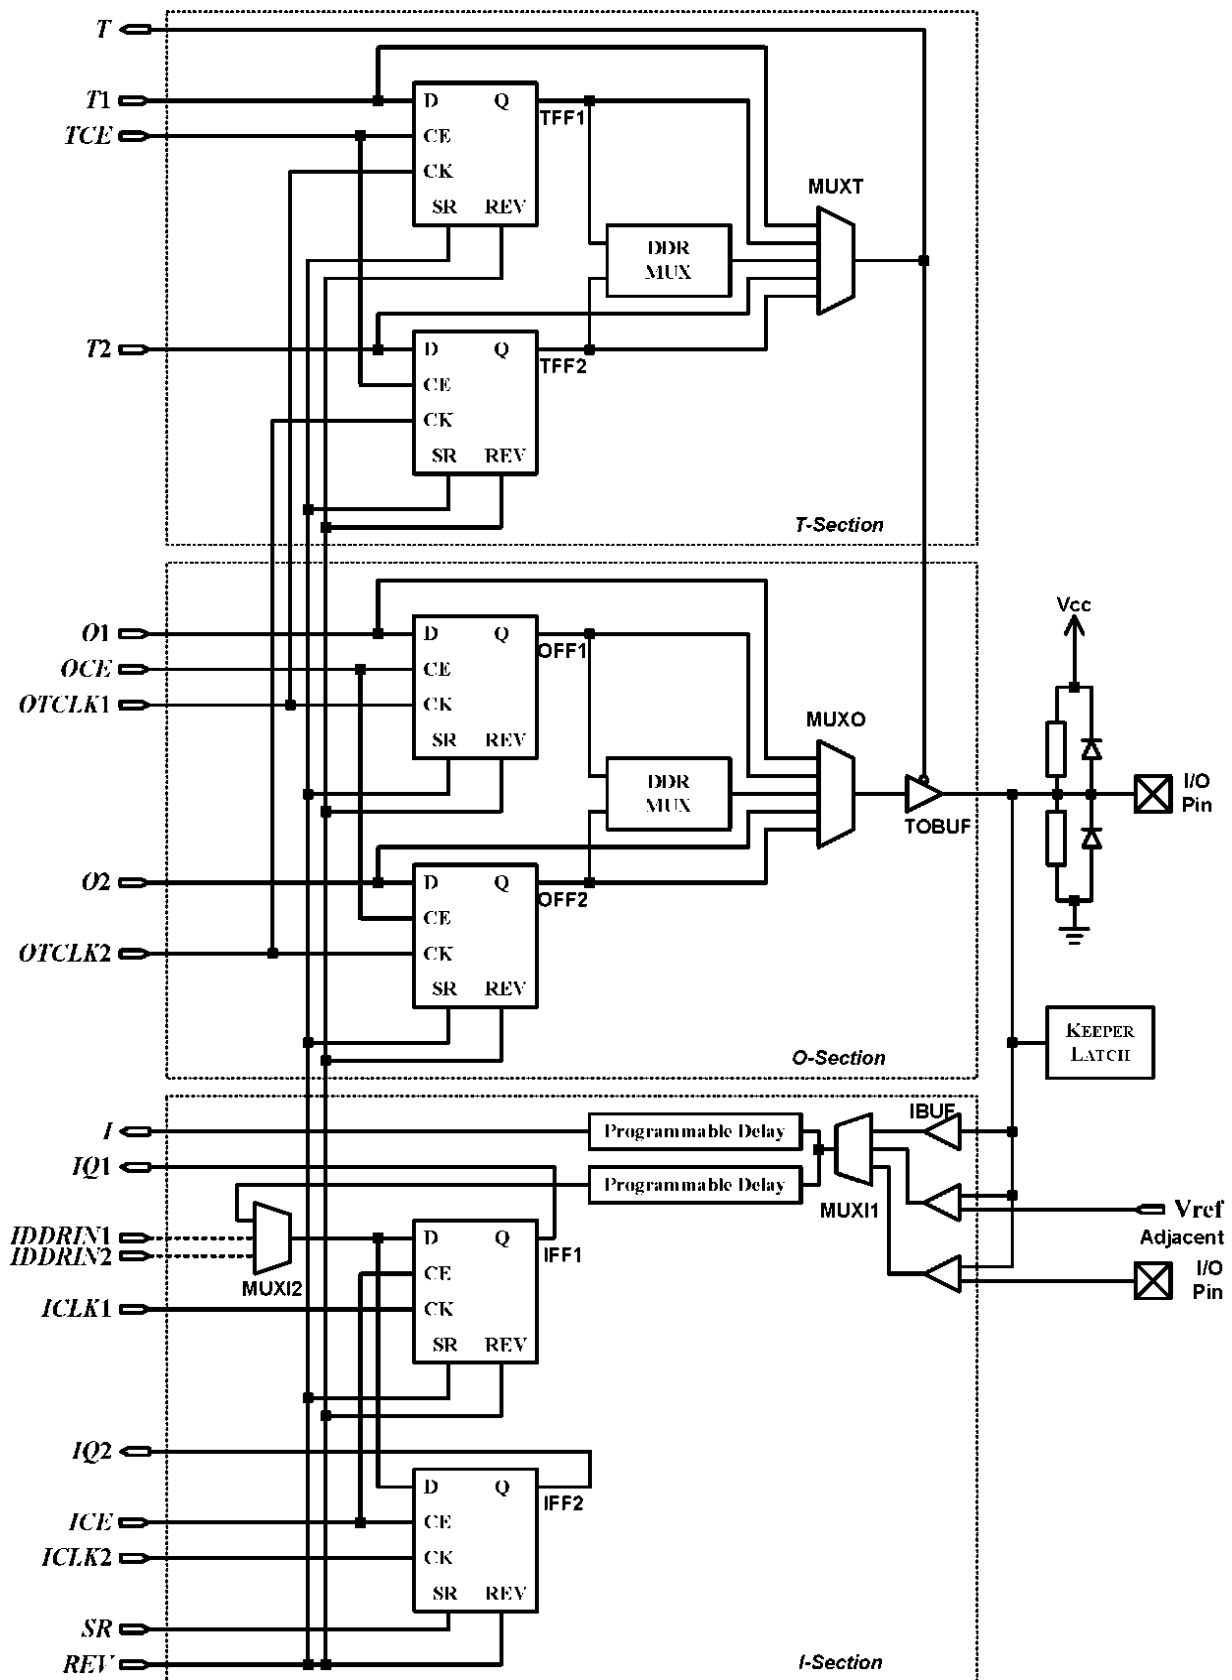 T
T1
D Q
TFF1
TCE
CE
CK
MUXT
SR REV
DDR
MUX
T2
D Q
TFF2
CE
CK
SR REV
T-Section
Vcc
O1
D Q
OFF1
OCE
CE
OTCLK1
CK
MUXO
SR REV
DDR
MUX
I/O
Pin
TOBUF
O2
D Q
OFF2
CE
OTCLK2
CK
SR REV
KEEPER
LATCH
O-Section
IBUF
I
Programmable Delay
IQ1
Programmable Delay
MUXI1
Vref
IDDRIN1
D Q
IFF1
Adjacent
IDDRIN2
CE
I/O
Pin
MUXI2
ICLK1
CK
SR REV
IQ2
D Q
IFF2
ICE
CE
ICLK2
CK
SR REV
SR
REV
I-Section